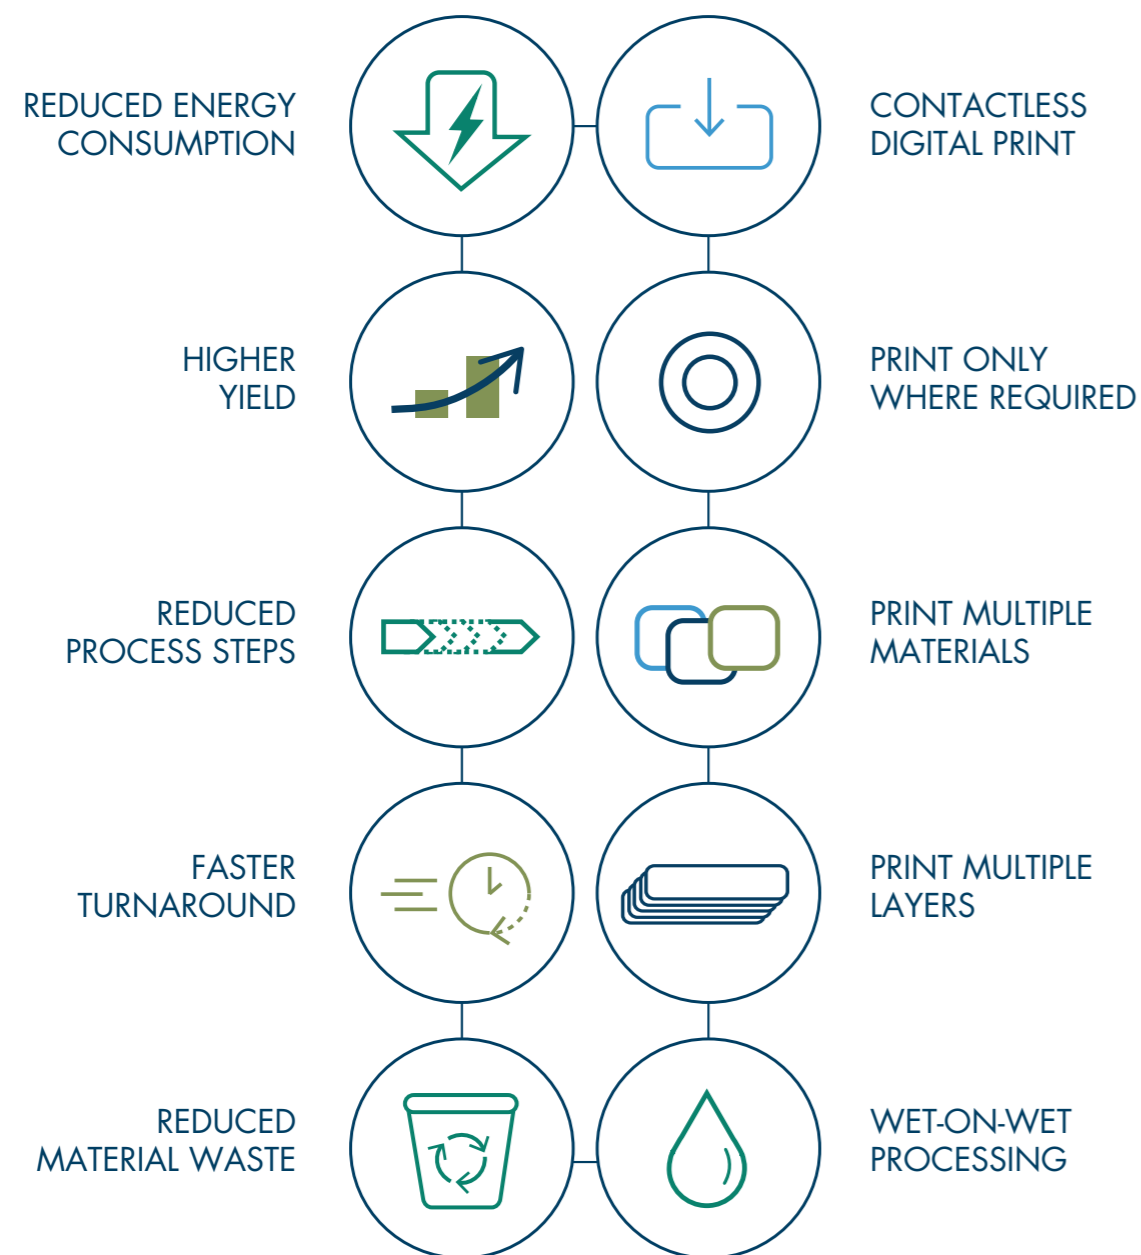 REDUCED ENERGY
CONSUMPTION
CONTACTLESS
DIGITAL PRINT
HIGHER
YIELD
PRINT ONLY
WHERE REQUIRED
REDUCED
PROCESS STEPS
PRINT MULTIPLE
MATERIALS
FASTER
TURNAROUND
PRINT MULTIPLE
LAYERS
REDUCED
MATERIAL WASTE
WET-ON-WET
PROCESSING